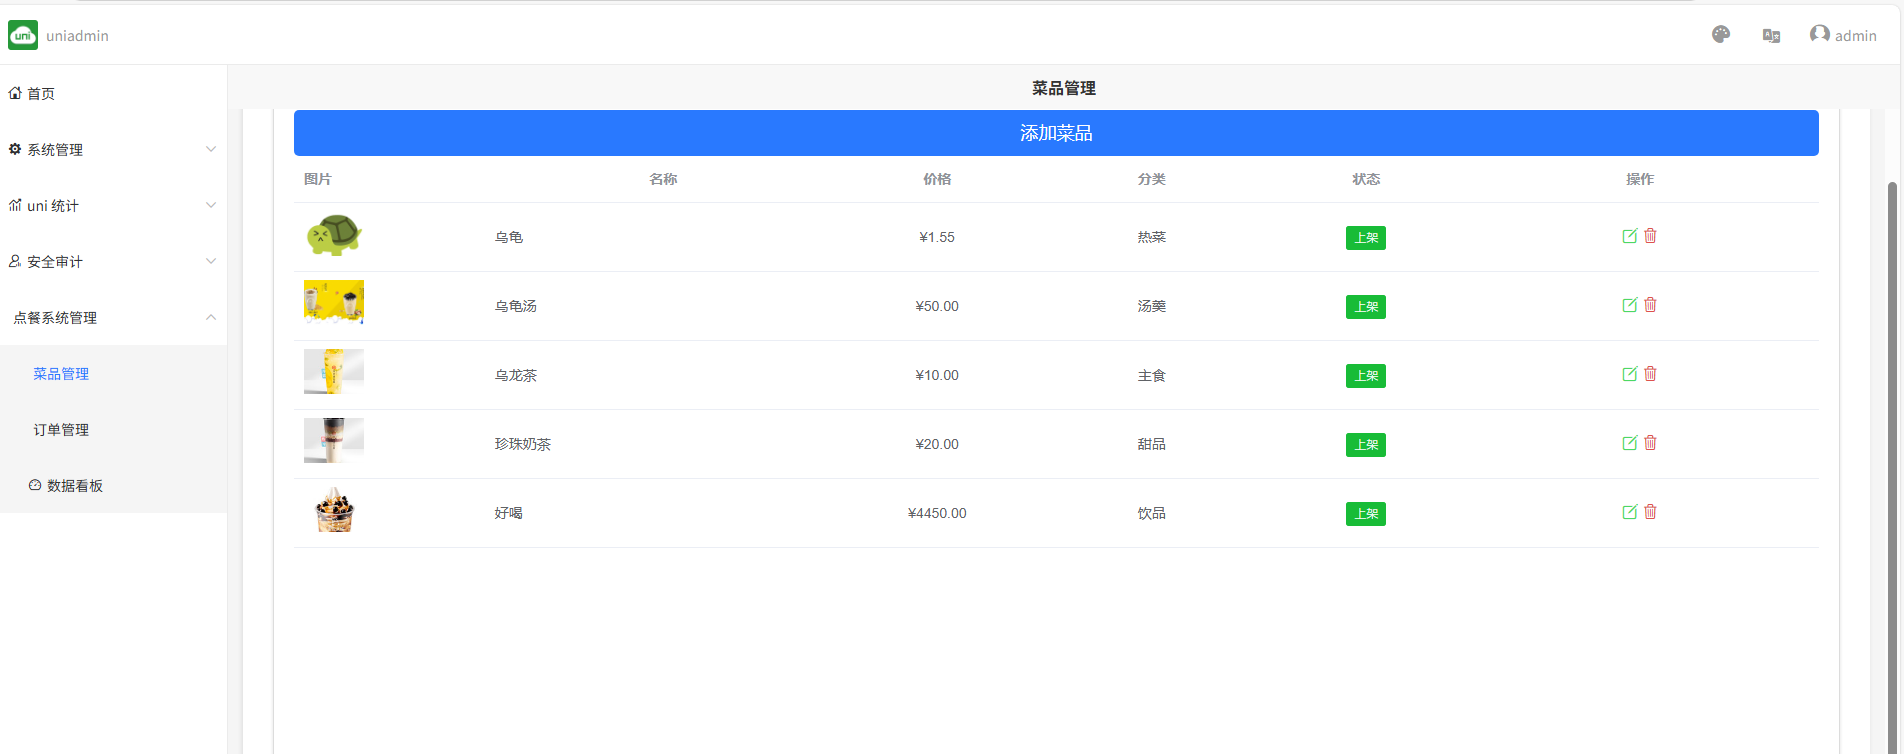 uni uniadmin
admin
首页
系统管理
uni 统计
安全审计
点餐系统管理
菜品管理
订单管理
数据看板
菜品管理
添加菜品
图片 名称 价格 分类 状态 操作
乌龟 ¥1.55 热菜 上架
乌龟汤 ¥50.00 汤羹 上架
乌龙茶 ¥10.00 主食 上架
珍珠奶茶 ¥20.00 甜品 上架
好喝 ¥4450.00 饮品 上架